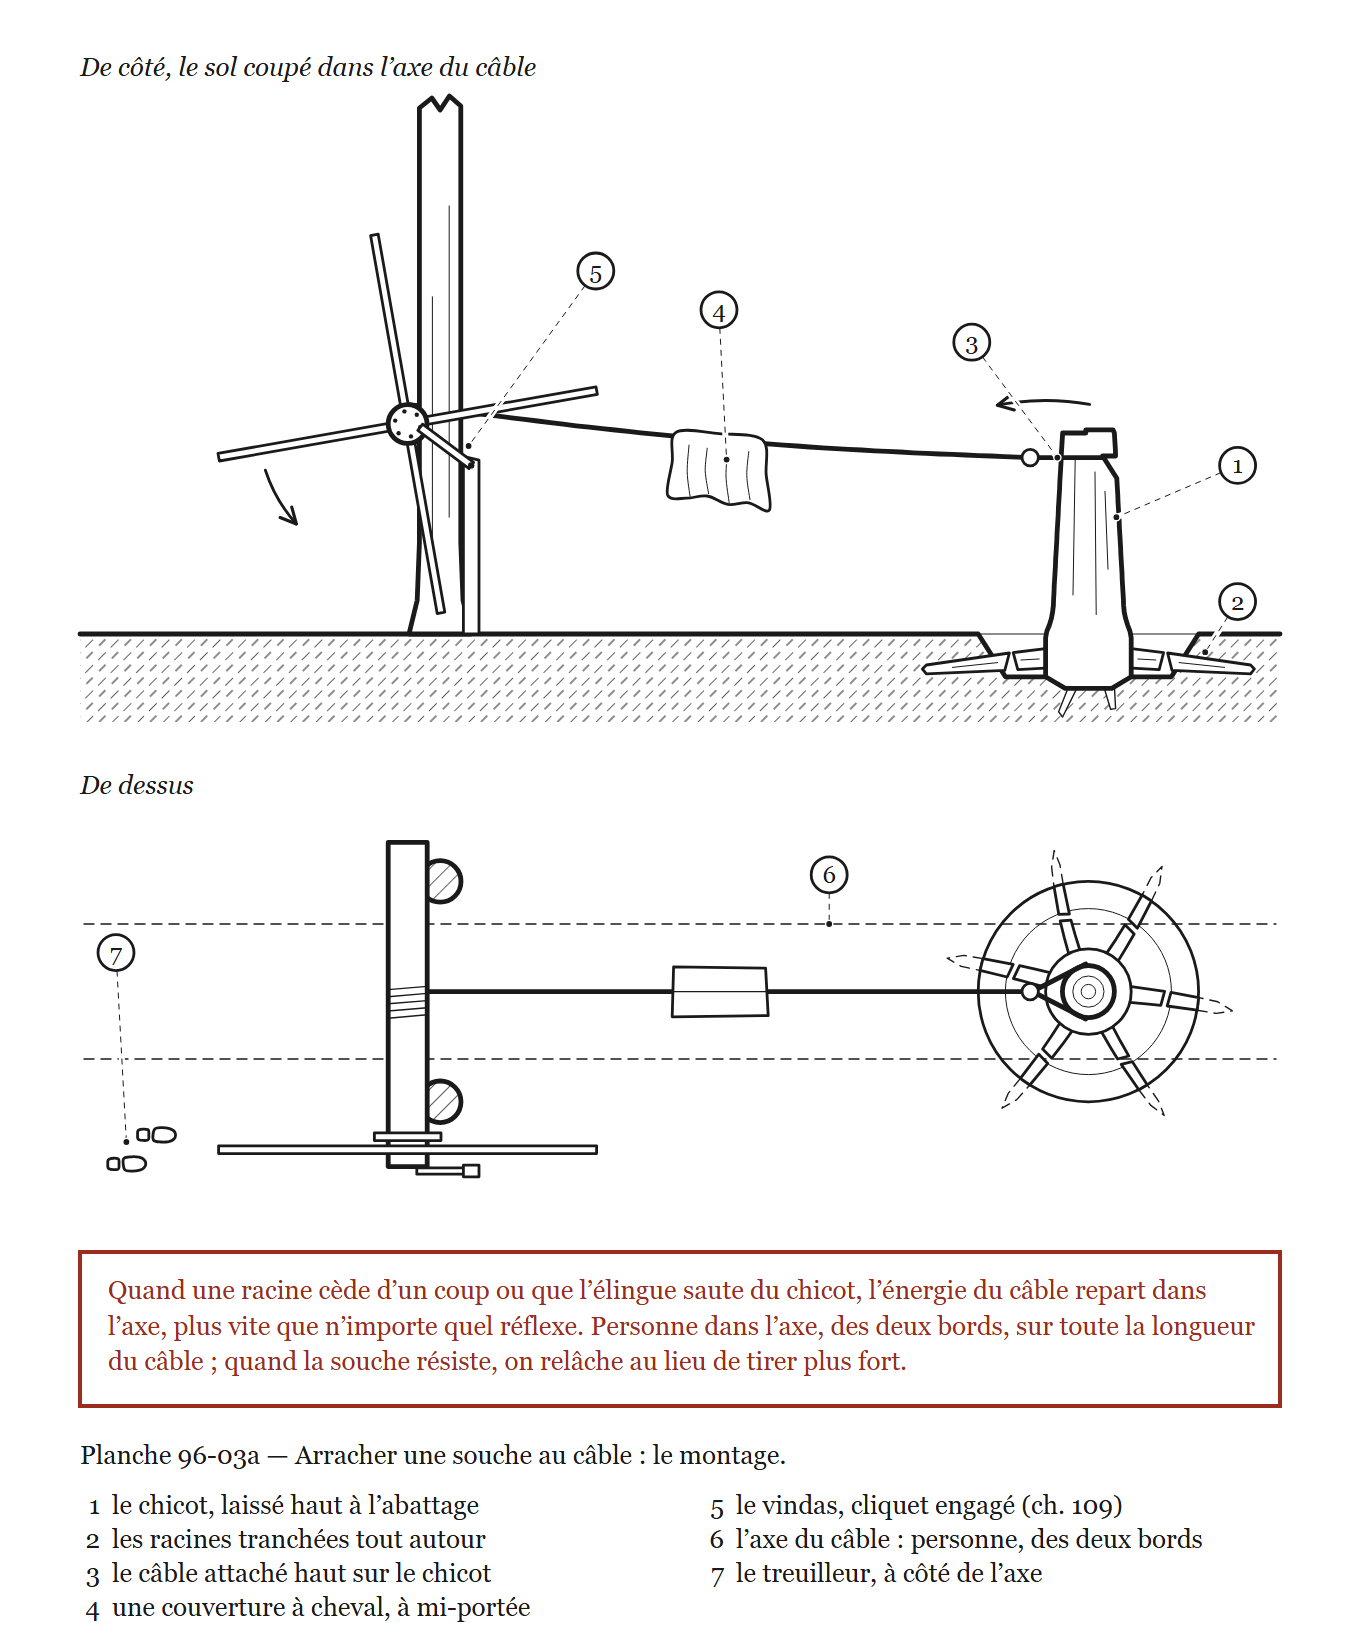 De côté, le sol coupé dans l’axe du câble
5
4
3
1
2
De dessus
6
7
Quand une racine cède d’un coup ou que l’élingue saute du chicot, l’énergie du câble repart dans
l’axe, plus vite que n’importe quel réflexe. Personne dans l’axe, des deux bords, sur toute la longueur
du câble ; quand la souche résiste, on relâche au lieu de tirer plus fort.
Planche 96-03a — Arracher une souche au câble : le montage.
1 le chicot, laissé haut à l’abattage
2 les racines tranchées tout autour
3 le câble attaché haut sur le chicot
4 une couverture à cheval, à mi-portée
5 le vindas, cliquet engagé (ch. 109)
6 l’axe du câble : personne, des deux bords
7 le treuilleur, à côté de l’axe